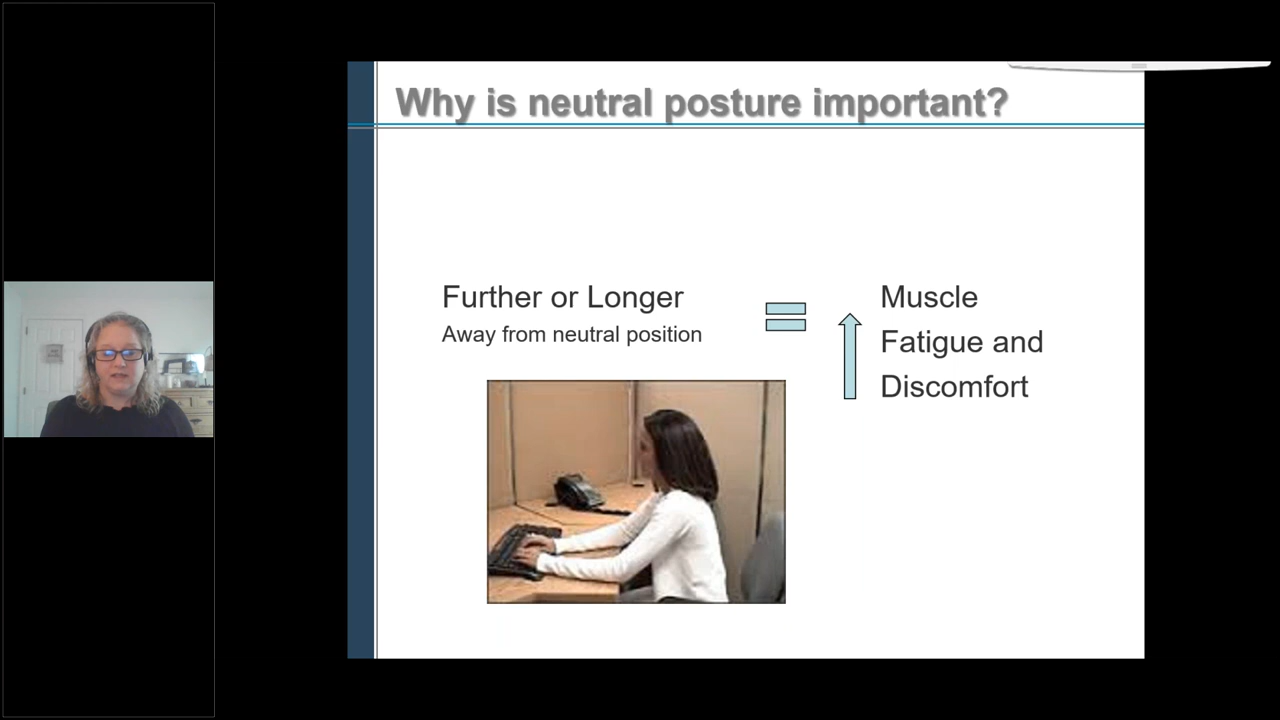 Why is neutral posture important?
Further or Longer
Away from neutral position
Muscle
Fatigue and
Discomfort